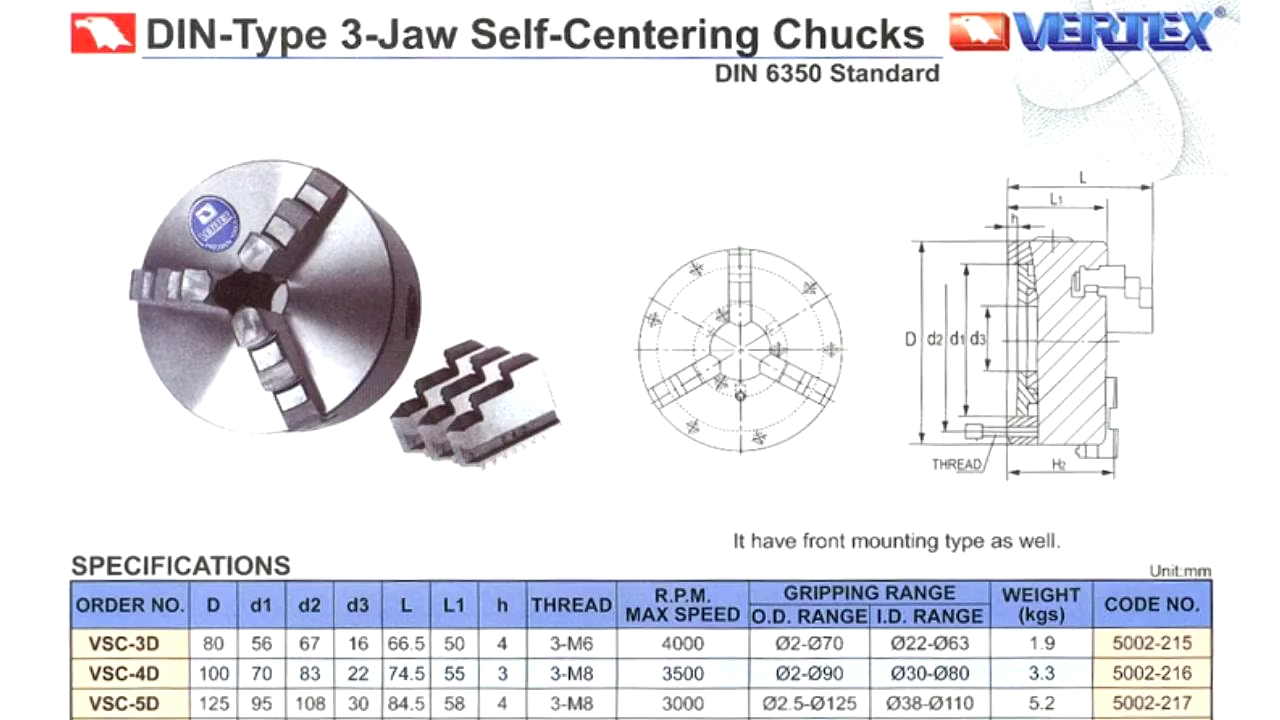 DIN-Type 3-Jaw Self-Centering Chucks
VERTEX®
DIN 6350 Standard
VERTEX
L
L1
h
D d2 d1 d3
THREAD
H2
It have front mounting type as well.
SPECIFICATIONS
Unit:mm
ORDER NO. D d1 d2 d3 L L1 h THREAD R.P.M. MAX SPEED GRIPPING RANGE O.D. RANGE I.D. RANGE WEIGHT (kgs) CODE NO.
VSC-3D 80 56 67 16 66.5 50 4 3-M6 4000 Ø2-Ø70 Ø22-Ø63 1.9 5002-215
VSC-4D 100 70 83 22 74.5 55 3 3-M8 3500 Ø2-Ø90 Ø30-Ø80 3.3 5002-216
VSC-5D 125 95 108 30 84.5 58 4 3-M8 3000 Ø2.5-Ø125 Ø38-Ø110 5.2 5002-217